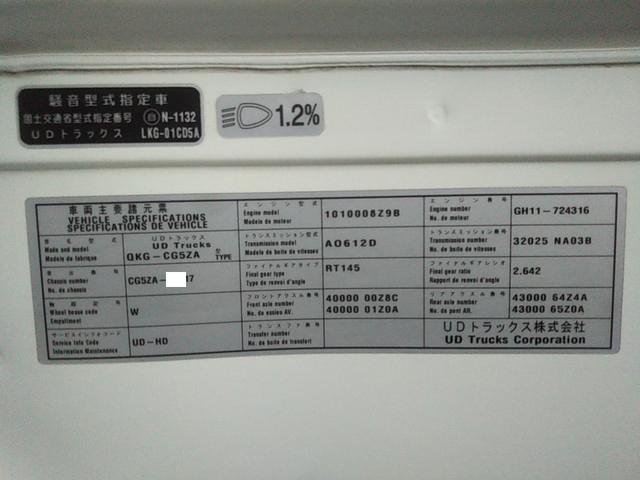 騒音型式指定車
国土交通省型式指定番号 N-1132
UDトラックス LKG-01CD5A
1.2%
車両主要諸元表
VEHICLE SPECIFICATIONS
SPECIFICATIONS DE VEHICLE
車名型式
Make and model
Modele de fabrique
UDトラックス
UD Trucks
QKG-CG5ZA 型
TYPE
車台番号
Chassis number
No. de chassis
CG5ZA- 7
Wheel base code
Empattement
W
サービスインフォコード
Service Info Code
Information Maintenance
UD-HD
エンジン型式
Engine model
Modele de moteur
1010008Z9B
トランスミッション型式
Transmission model
Modele de boite de vitesses
AO612D
ファイナルギアタイプ
Final gear type
Type de renvoi d'angle
RT145
フロントアクスル番号
Front axle number
No. de essieu AV.
40000 00Z8C
40000 01Z0A
トランスファ番号
Transfer number
No. de boite de transfert
エンジン番号
Engine number
No. de moteur
GH11-724316
トランスミッション番号
Transmission number
No. de boite de vitesses
32025 NA03B
ファイナルギアレシオ
Final gear ratio
Rapport de renvoi d'angle
2.642
リアアクスル番号
Rear axle number
No. de pont AR.
43000 64Z4A
43000 65Z0A
UDトラックス株式会社
UD Trucks Corporation